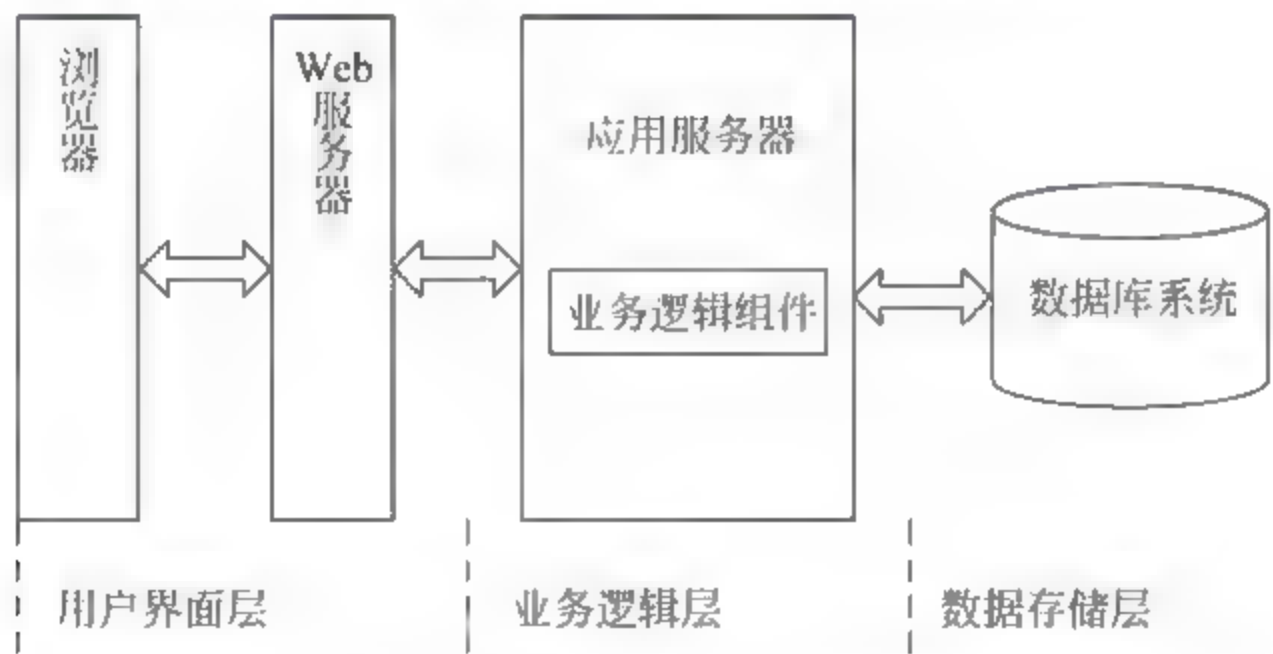 浏览器
Web
服务器
应用服务器
业务逻辑组件
数据库系统
用户界面层
业务逻辑层
数据存储层